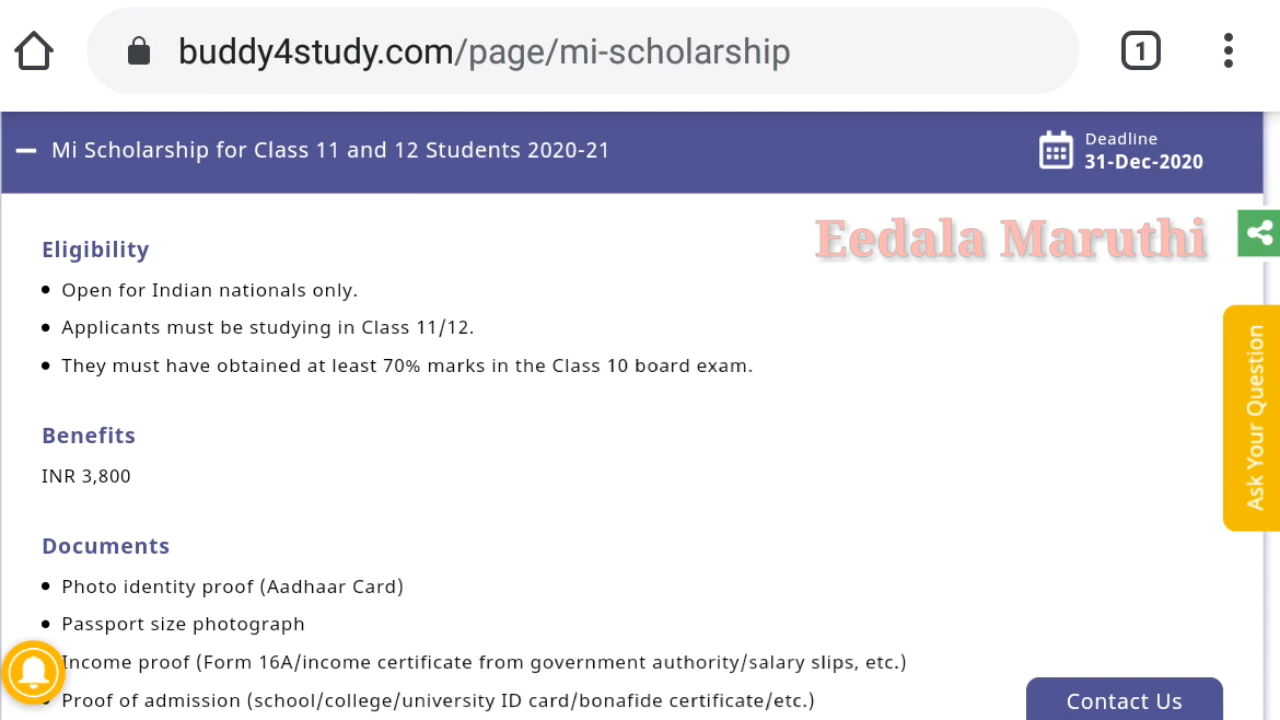 buddy4study.com/page/mi-scholarship
1
Mi Scholarship for Class 11 and 12 Students 2020-21
Deadline
31-Dec-2020
Eedala Maruthi
Eligibility
Open for Indian nationals only.
Applicants must be studying in Class 11/12.
They must have obtained at least 70% marks in the Class 10 board exam.
Ask Your Question
Benefits
INR 3,800
Documents
Photo identity proof (Aadhaar Card)
Passport size photograph
Income proof (Form 16A/income certificate from government authority/salary slips, etc.)
Proof of admission (school/college/university ID card/bonafide certificate/etc.)
Contact Us